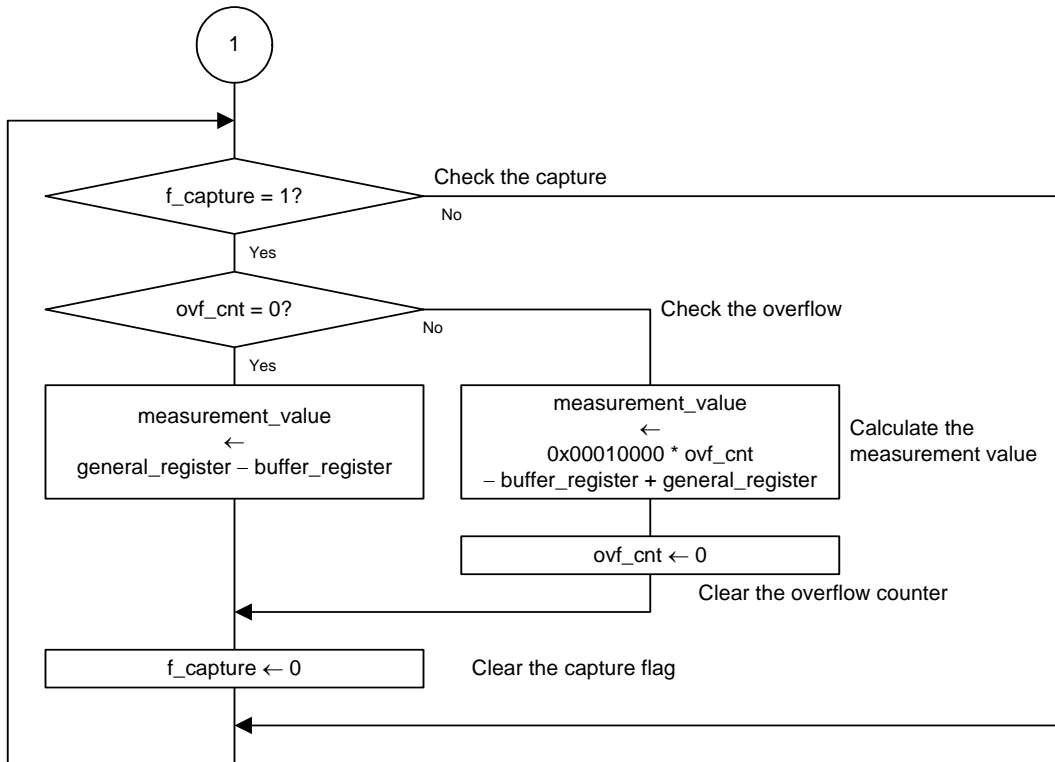 1
f_capture = 1?
Check the capture
No
Yes
ovf_cnt = 0?
Check the overflow
No
Yes
measurement_value
←
general_register – buffer_register
measurement_value
←
0x00010000 * ovf_cnt
– buffer_register + general_register
Calculate the
measurement value
ovf_cnt ← 0
Clear the overflow counter
f_capture ← 0
Clear the capture flag